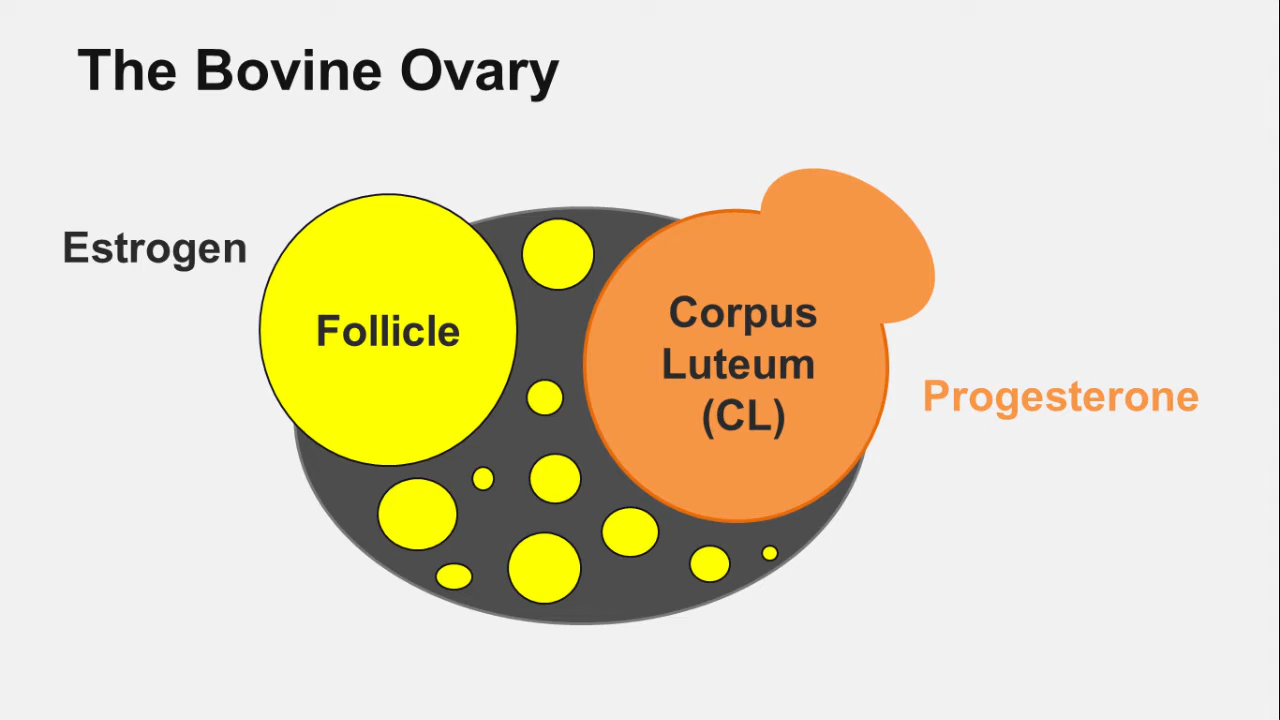 The Bovine Ovary
Estrogen
Follicle
Corpus
Luteum
(CL)
Progesterone